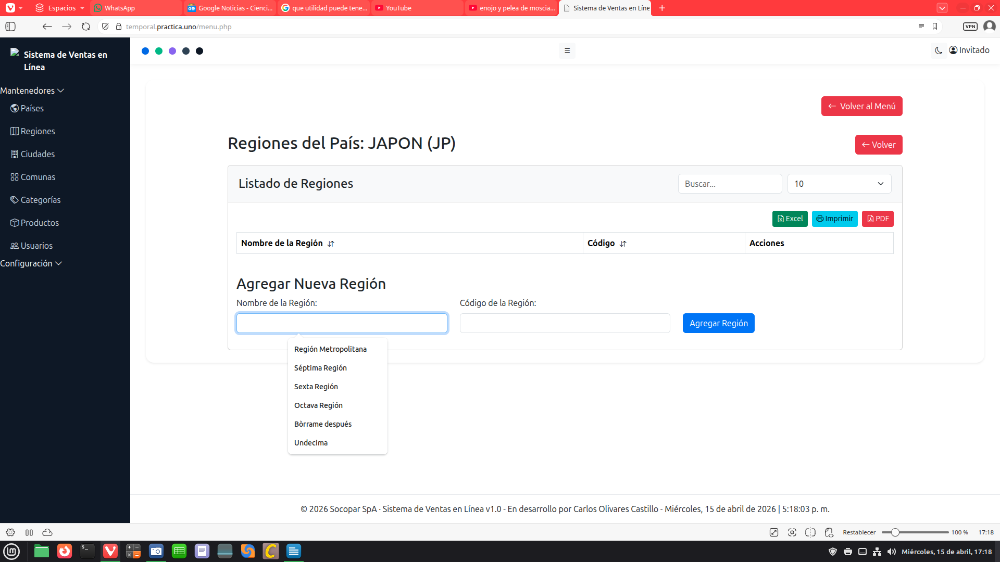 Espacios
WhatsApp
Google Noticias - Cienci...
que utilidad puede tene...
YouTube
enojo y pelea de moscia...
Sistema de Ventas en Líne
temporal.practica.uno/menu.php
VPN
Sistema de Ventas en
Línea
Invitado
Mantenedores
Países
Regiones
Ciudades
Comunas
Categorías
Productos
Usuarios
Configuración
Volver al Menú
Regiones del País: JAPON (JP)
Volver
Listado de Regiones
Buscar...
10
Excel
Imprimir
PDF
Nombre de la Región
Código
Acciones
Agregar Nueva Región
Nombre de la Región:
Código de la Región:
Agregar Región
Región Metropolitana
Séptima Región
Sexta Región
Octava Región
Bòrrame después
Undecima
© 2026 Socopar SpA · Sistema de Ventas en Línea v1.0 - En desarrollo por Carlos Olivares Castillo - Miércoles, 15 de abril de 2026 | 5:18:03 p. m.
Restablecer
100 %
17:18
Miércoles, 15 de abril, 17:18